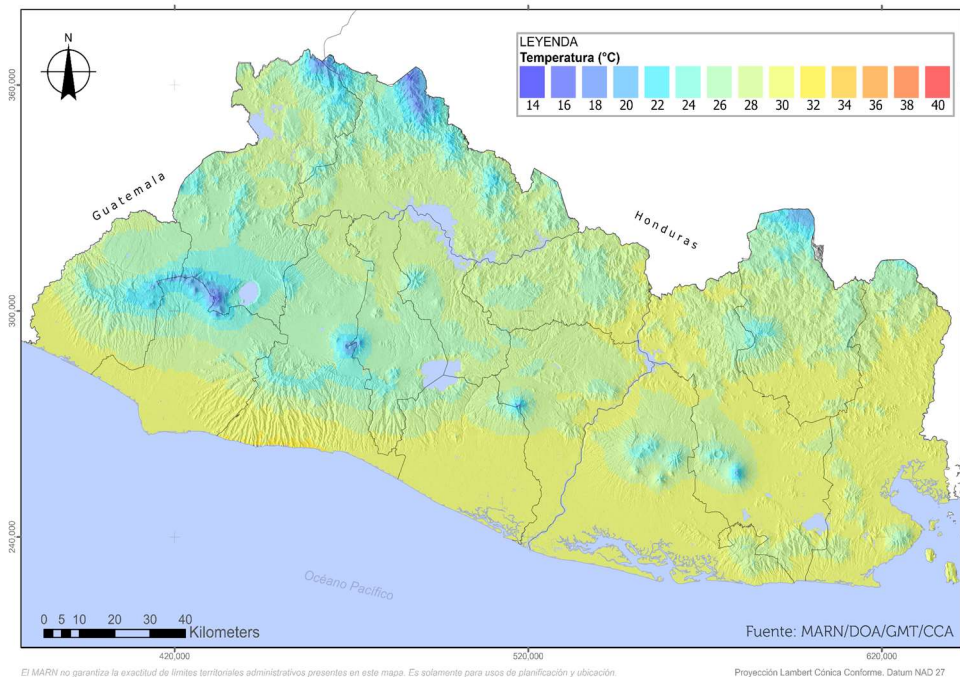 N
LEYENDA
Temperatura (°C)
14 16 18 20 22 24 26 28 30 32 34 36 38 40
360,000
300,000
240,000
Guatemala
Honduras
Océano Pacífico
0 5 10 20 30 40
Kilometers
Fuente: MARN/DOA/GMT/CCA
420,000 520,000 620,000
El MARN no garantiza la exactitud de límites territoriales administrativos presentes en este mapa. Es solamente para usos de planificación y ubicación.
Proyección Lambert Cónica Conforme. Datum NAD 27